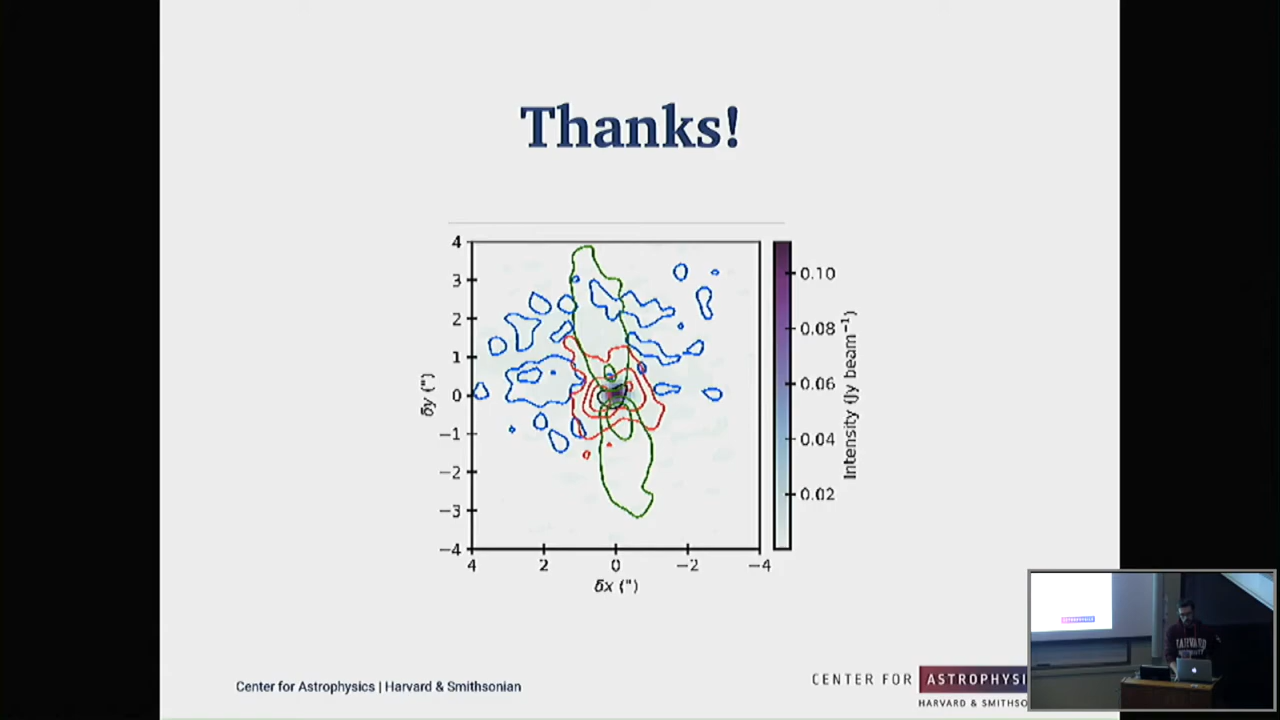 Thanks!
4
3
2
1
0
−1
−2
−3
−4
δy (")
4 2 0 −2 −4
δx (")
0.10
0.08
0.06
0.04
0.02
Intensity (Jy beam⁻¹)
Center for Astrophysics | Harvard & Smithsonian
CENTER FOR ASTROPHYSI
HARVARD & SMITHSO
HARVARD